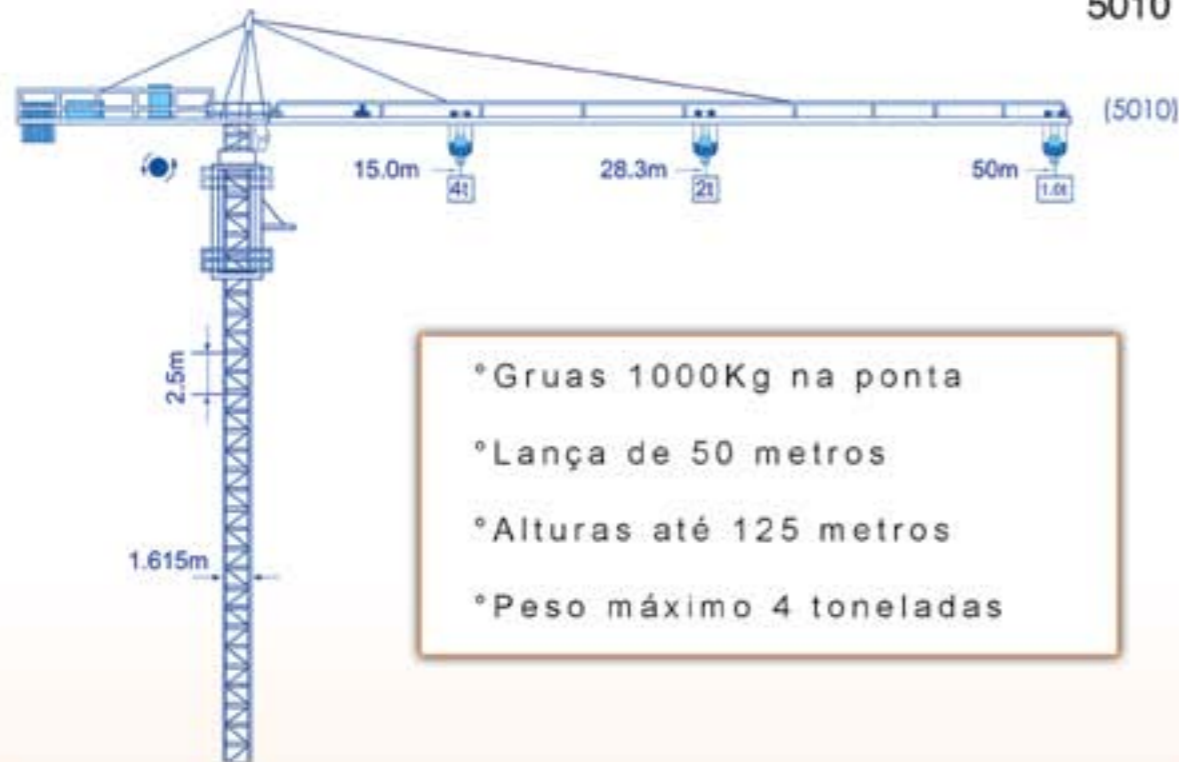 5010
(5010)
15.0m
28.3m
50m
4t
2t
1.0t
2.5m
1.615m
°Gruas 1000Kg na ponta
°Lança de 50 metros
°Alturas até 125 metros
°Peso máximo 4 toneladas